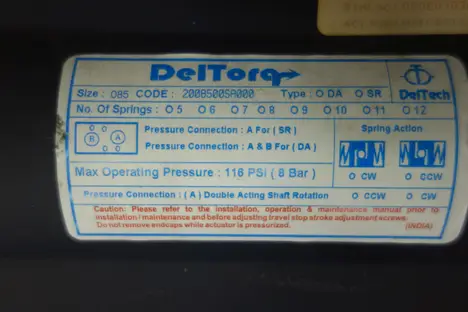 DelTorq
DelTech
Size : 085 CODE : 2008500SA000 Type : O DA O SR
No. Of Springs : O 5 O 6 O 7 O 8 O 9 O 10 O 11 O 12
B A
Pressure Connection : A For ( SR )
Pressure Connection : A & B For ( DA )
Spring Action
O CW O CCW
Max Operating Pressure : 116 PSi ( 8 Bar )
Pressure Connection : ( A ) Double Acting Shaft Rotation O CCW O CW
Caution: Please refer to the installation, operation & maintenance manual prior to
installation / maintenance and before adjusting travel stop stroke adjustment screws.
Do not remove endcaps while actuator is pressurized. (INDIA)